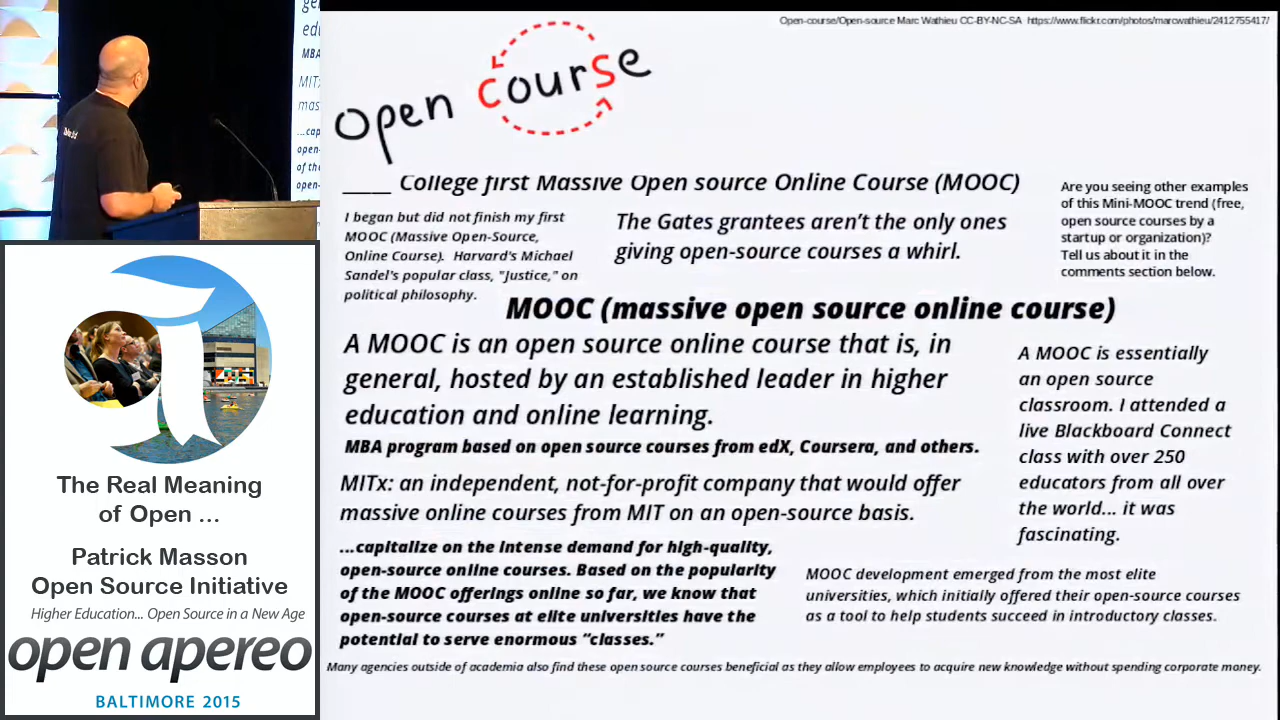 Open-course/Open-source Marc Wathieu CC-BY-NC-SA https://www.flickr.com/photos/marcwathieu/2412755417/
open course
_____ College first Massive Open source Online Course (MOOC)
I began but did not finish my first
MOOC (Massive Open-Source,
Online Course). Harvard's Michael
Sandel's popular class, "Justice," on
political philosophy.
The Gates grantees aren't the only ones
giving open-source courses a whirl.
Are you seeing other examples
of this Mini-MOOC trend (free,
open source courses by a
startup or organization)?
Tell us about it in the
comments section below.
MOOC (massive open source online course)
A MOOC is an open source online course that is, in
general, hosted by an established leader in higher
education and online learning.
MBA program based on open source courses from edX, Coursera, and others.
A MOOC is essentially
an open source
classroom. I attended a
live Blackboard Connect
class with over 250
educators from all over
the world... it was
fascinating.
MITx: an independent, not-for-profit company that would offer
massive online courses from MIT on an open-source basis.
...capitalize on the intense demand for high-quality,
open-source online courses. Based on the popularity
of the MOOC offerings online so far, we know that
open-source courses at elite universities have the
potential to serve enormous “classes.”
MOOC development emerged from the most elite
universities, which initially offered their open-source courses
as a tool to help students succeed in introductory classes.
Many agencies outside of academia also find these open source courses beneficial as they allow employees to acquire new knowledge without spending corporate money.
MBA
MITx
mas
...cap
open-
of the
open-
The Real Meaning
of Open ...
Patrick Masson
Open Source Initiative
Higher Education... Open Source in a New Age
open apereo
BALTIMORE 2015